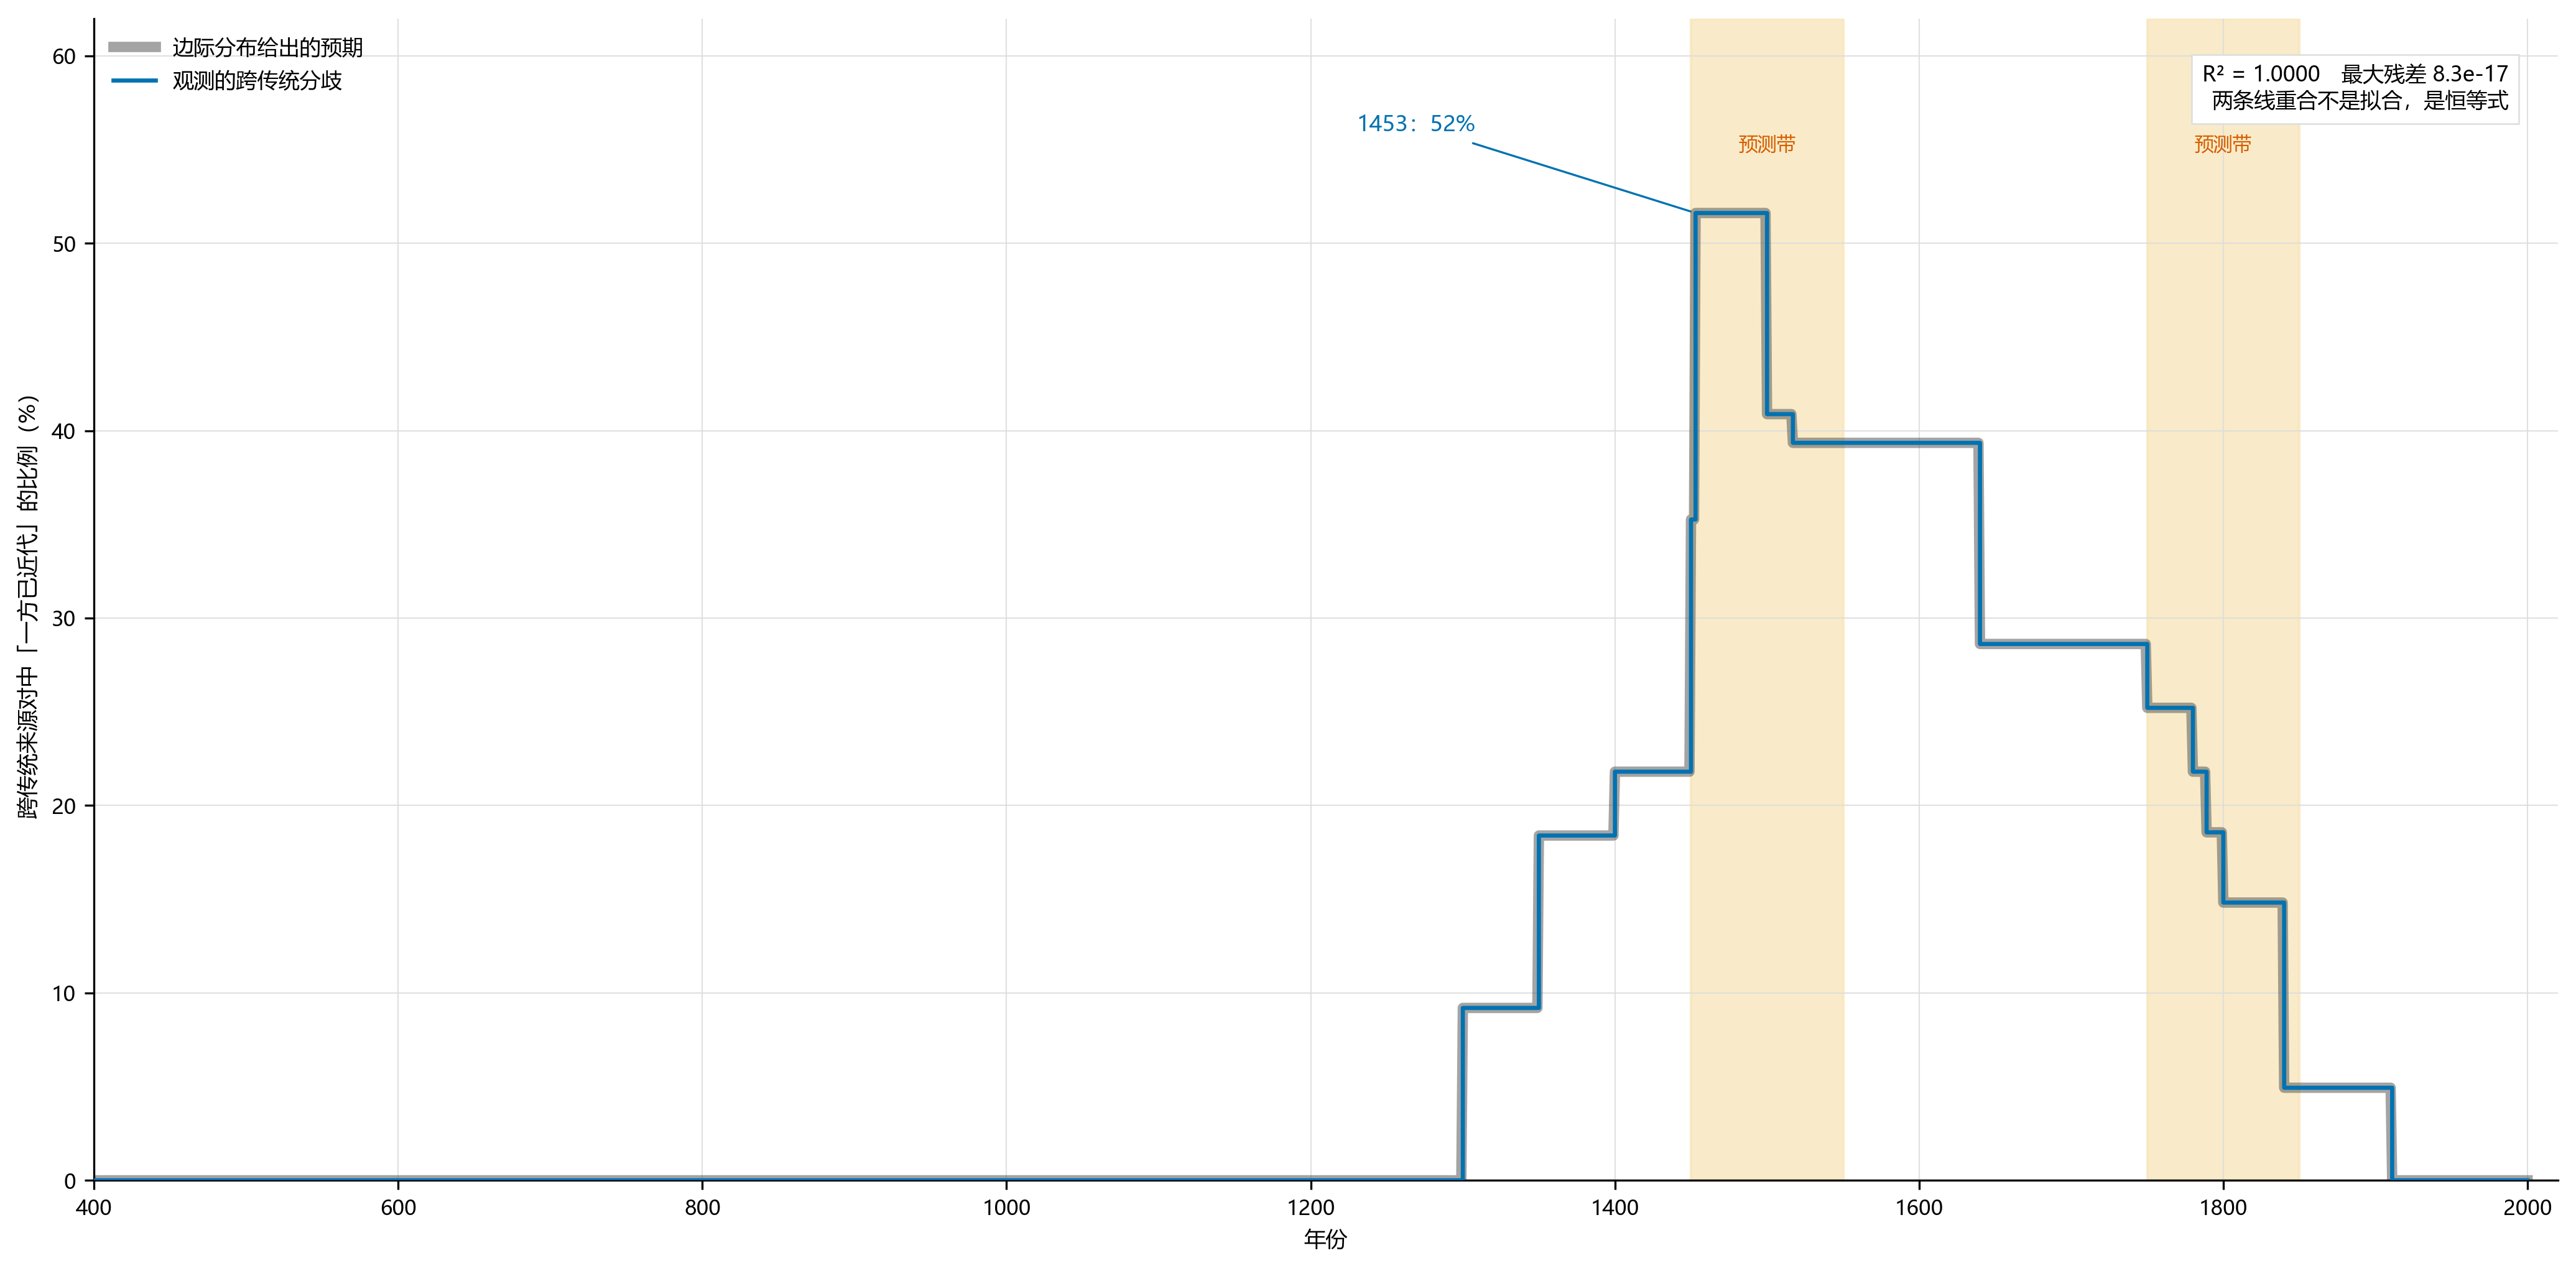 边际分布给出的预期
观测的跨传统分歧
R² = 1.0000 最大残差 8.3e-17
两条线重合不是拟合，是恒等式
1453：52%
预测带
预测带
跨传统来源对中「一方已近代」的比例（%）
60
50
40
30
20
10
0
400
600
800
1000
1200
1400
1600
1800
2000
年份